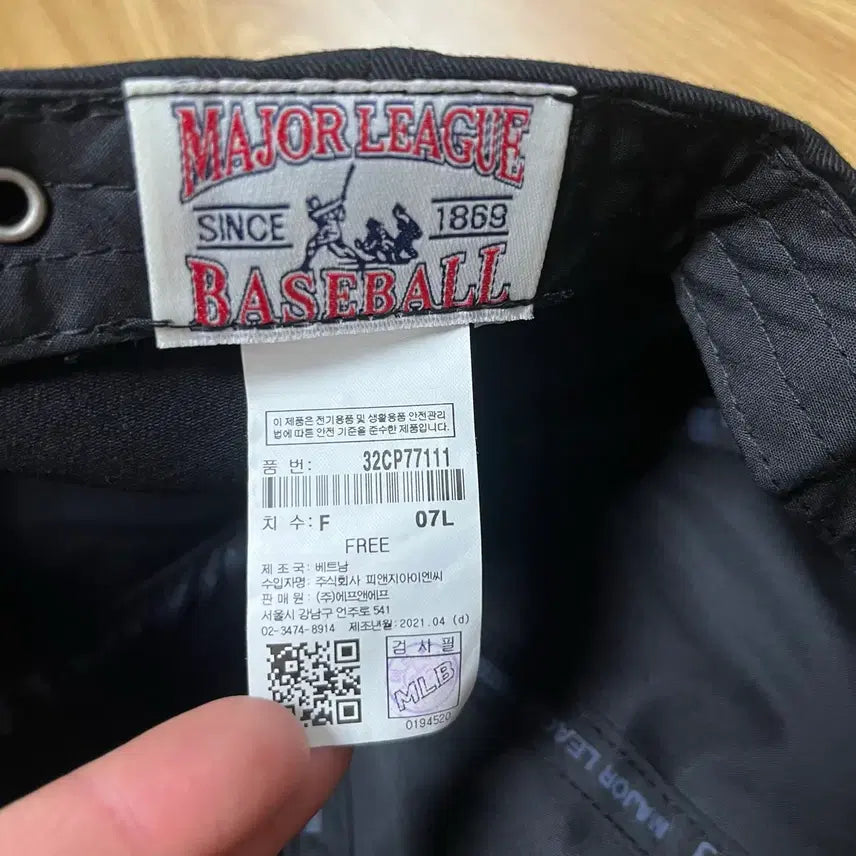 MAJOR LEAGUE
SINCE 1869
BASEBALL
이 제품은 전기용품 및 생활용품 안전관리
법에 따른 안전 기준을 준수한 제품입니다.
품 번: 32CP77111
치 수: F 07L
FREE
제 조 국: 베트남
수입자명: 주식회사 피앤지아이엔씨
판 매 원: (주)에프앤에프
서울시 강남구 언주로 541
02-3474-8914 제조년월: 2021.04 (d)
검 사 필
MLB
0194520
MAJOR LEAG
MAJOR